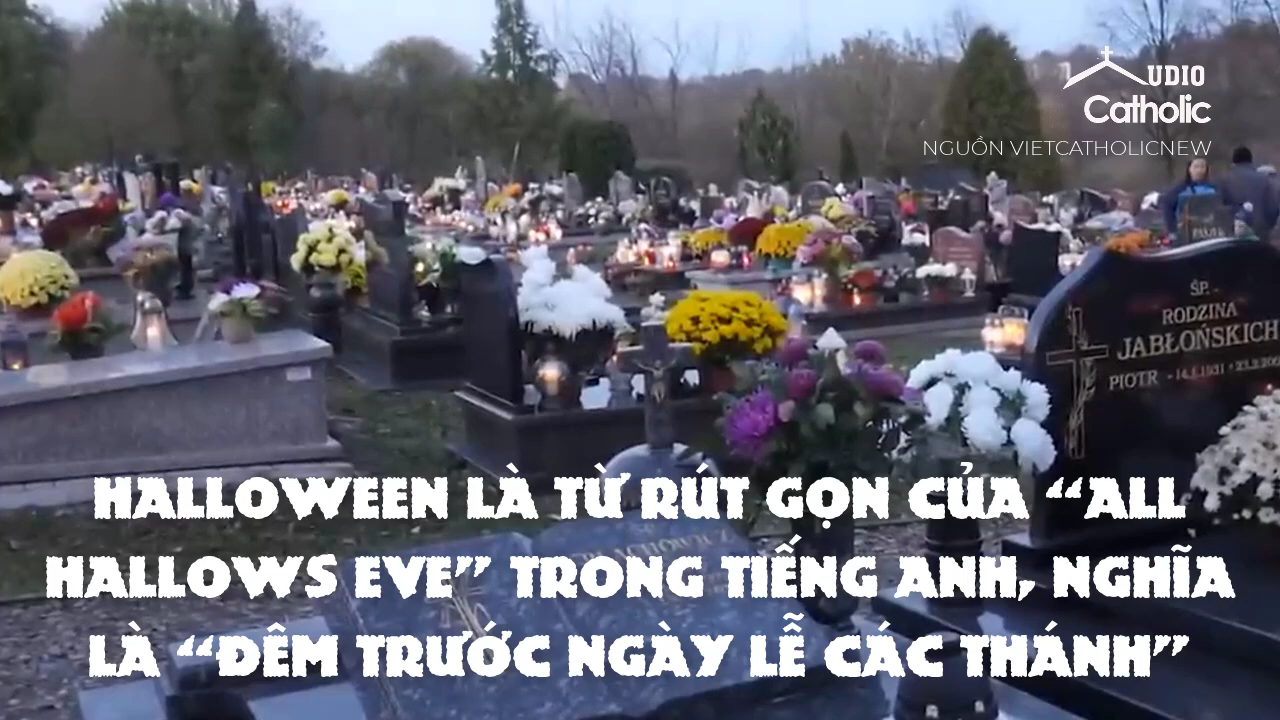 UDIO
Catholic
NGUỒN VIETCATHOLICNEW
PAWEŁ
ŚP.
RODZINA
JABŁOŃSKICH
PIOTR
HALLOWEEN LÀ TỪ RÚT GỌN CỦA “ALL
HALLOWS EVE” TRONG TIẾNG ANH, NGHĨA
LÀ “ĐÊM TRƯỚC NGÀY LỄ CÁC THÁNH”